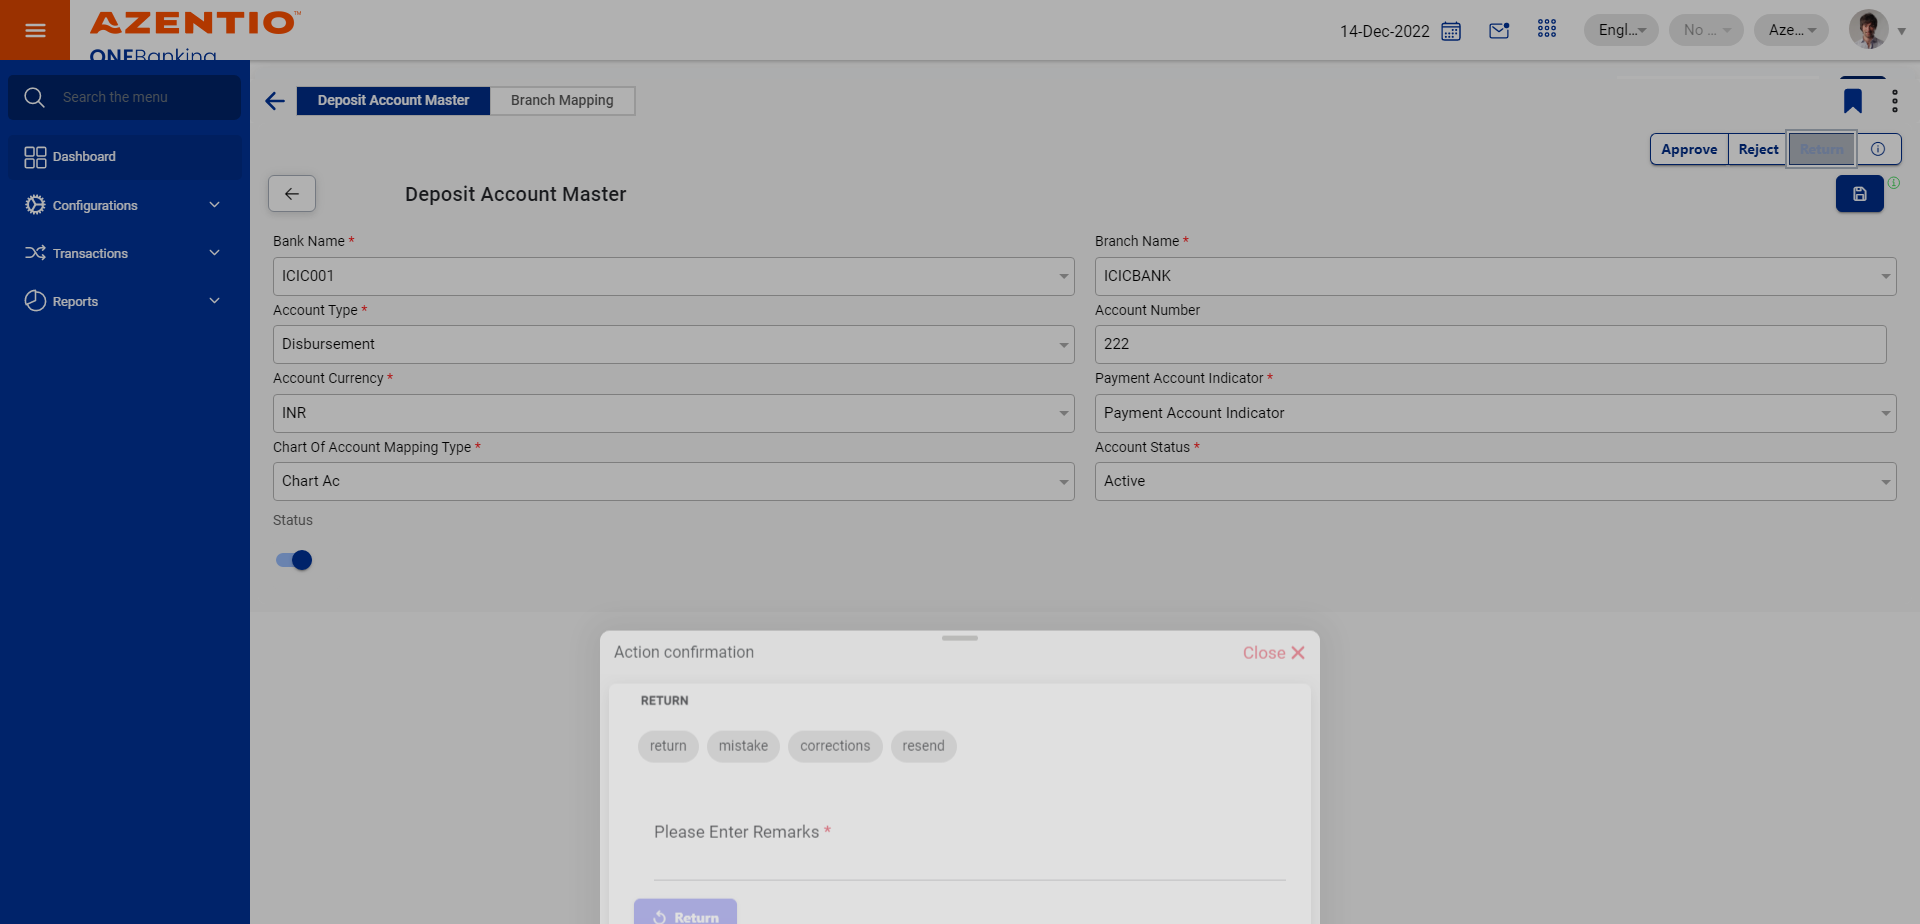 AZENTIO™
ONEBanking
14-Dec-2022
Engl...
No ...
Aze...
Search the menu
Dashboard
Configurations
Transactions
Reports
Deposit Account Master
Branch Mapping
Approve
Reject
Return
Deposit Account Master
Bank Name *
ICIC001
Branch Name *
ICICBANK
Account Type *
Disbursement
Account Number
222
Account Currency *
INR
Payment Account Indicator *
Payment Account Indicator
Chart Of Account Mapping Type *
Chart Ac
Account Status *
Active
Status
Action confirmation
Close
RETURN
return
mistake
corrections
resend
Please Enter Remarks *
Return